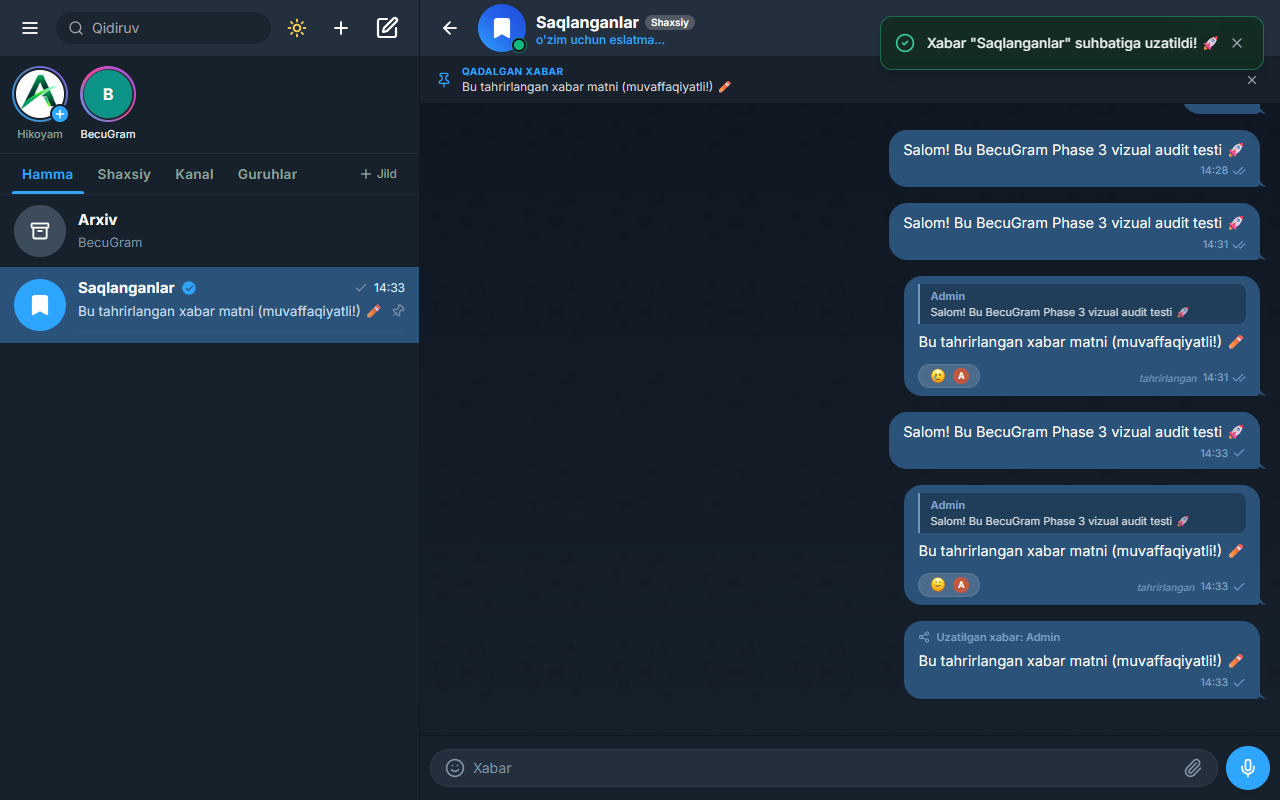 Qidiruv
Hikoyam
B
BecuGram
Hamma
Shaxsiy
Kanal
Guruhlar
+ Jild
Arxiv
BecuGram
Saqlanganlar
14:33
Bu tahrirlangan xabar matni (muvaffaqiyatli!) 🖍️
Saqlanganlar
Shaxsiy
o'zim uchun eslatma...
Xabar "Saqlanganlar" suhbatiga uzatildi! 🚀
QADALGAN XABAR
Bu tahrirlangan xabar matni (muvaffaqiyatli!) 🖍️
Salom! Bu BecuGram Phase 3 vizual audit testi 🚀
14:28
Salom! Bu BecuGram Phase 3 vizual audit testi 🚀
14:31
Admin
Salom! Bu BecuGram Phase 3 vizual audit testi 🚀
Bu tahrirlangan xabar matni (muvaffaqiyatli!) 🖍️
A
tahrirlangan 14:31
Salom! Bu BecuGram Phase 3 vizual audit testi 🚀
14:33
Admin
Salom! Bu BecuGram Phase 3 vizual audit testi 🚀
Bu tahrirlangan xabar matni (muvaffaqiyatli!) 🖍️
A
tahrirlangan 14:33
Uzatilgan xabar: Admin
Bu tahrirlangan xabar matni (muvaffaqiyatli!) 🖍️
14:33
Xabar